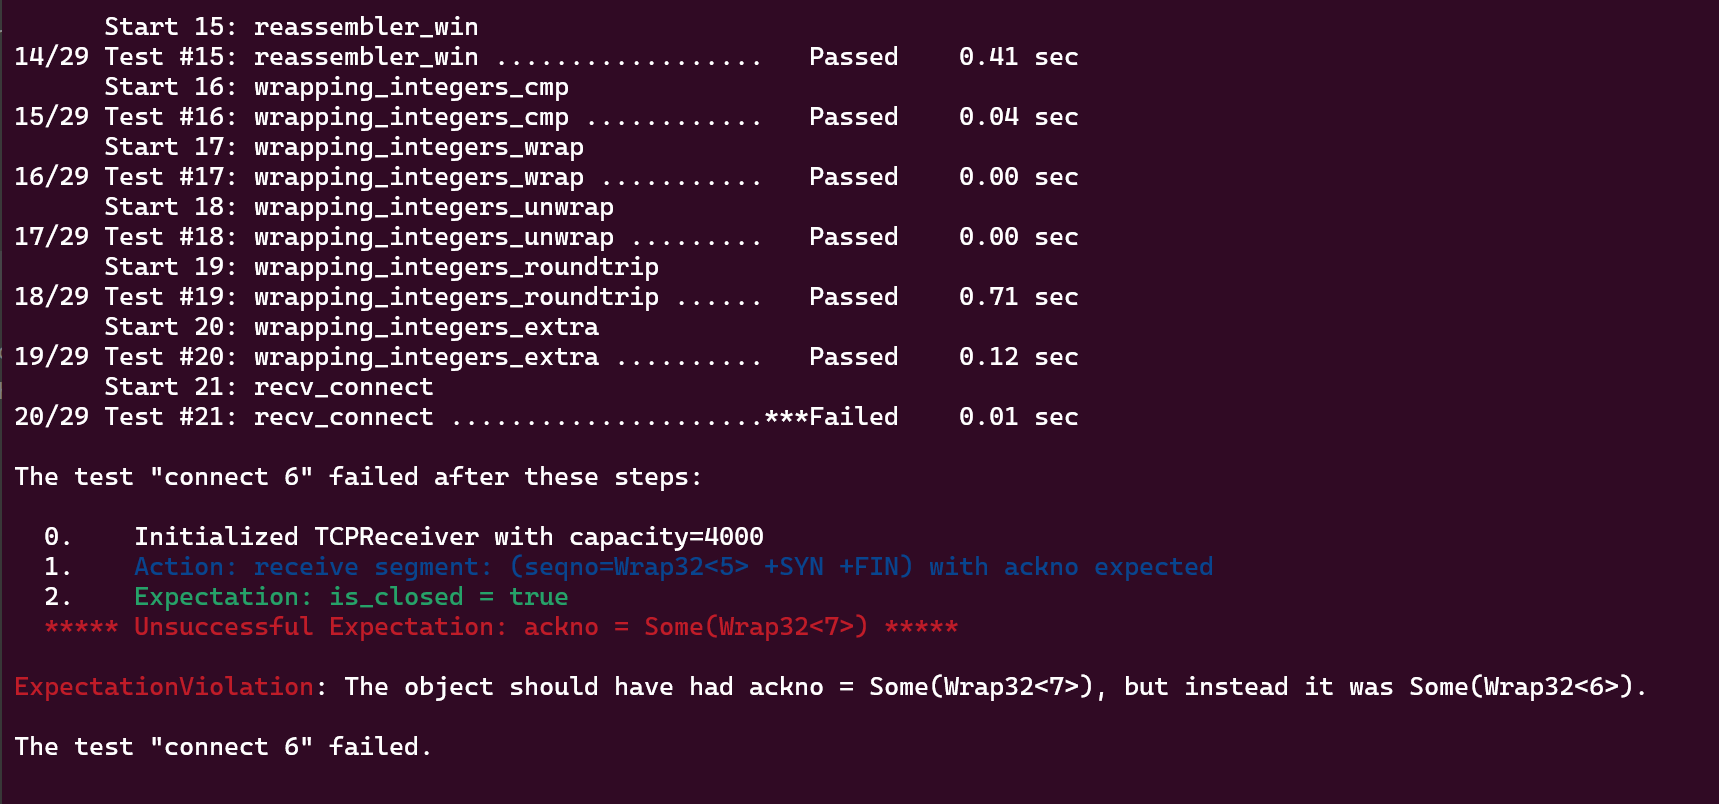 Start 15: reassembler_win
14/29 Test #15: reassembler_win ..................   Passed    0.41 sec
Start 16: wrapping_integers_cmp
15/29 Test #16: wrapping_integers_cmp ............   Passed    0.04 sec
Start 17: wrapping_integers_wrap
16/29 Test #17: wrapping_integers_wrap ...........   Passed    0.00 sec
Start 18: wrapping_integers_unwrap
17/29 Test #18: wrapping_integers_unwrap .........   Passed    0.00 sec
Start 19: wrapping_integers_roundtrip
18/29 Test #19: wrapping_integers_roundtrip ......   Passed    0.71 sec
Start 20: wrapping_integers_extra
19/29 Test #20: wrapping_integers_extra ..........   Passed    0.12 sec
Start 21: recv_connect
20/29 Test #21: recv_connect .....................***Failed    0.01 sec
The test "connect 6" failed after these steps:
0.    Initialized TCPReceiver with capacity=4000
1.    Action: receive segment: (seqno=Wrap32<5> +SYN +FIN) with ackno expected
2.    Expectation: is_closed = true
***** Unsuccessful Expectation: ackno = Some(Wrap32<7>) *****
ExpectationViolation: The object should have had ackno = Some(Wrap32<7>), but instead it was Some(Wrap32<6>).
The test "connect 6" failed.